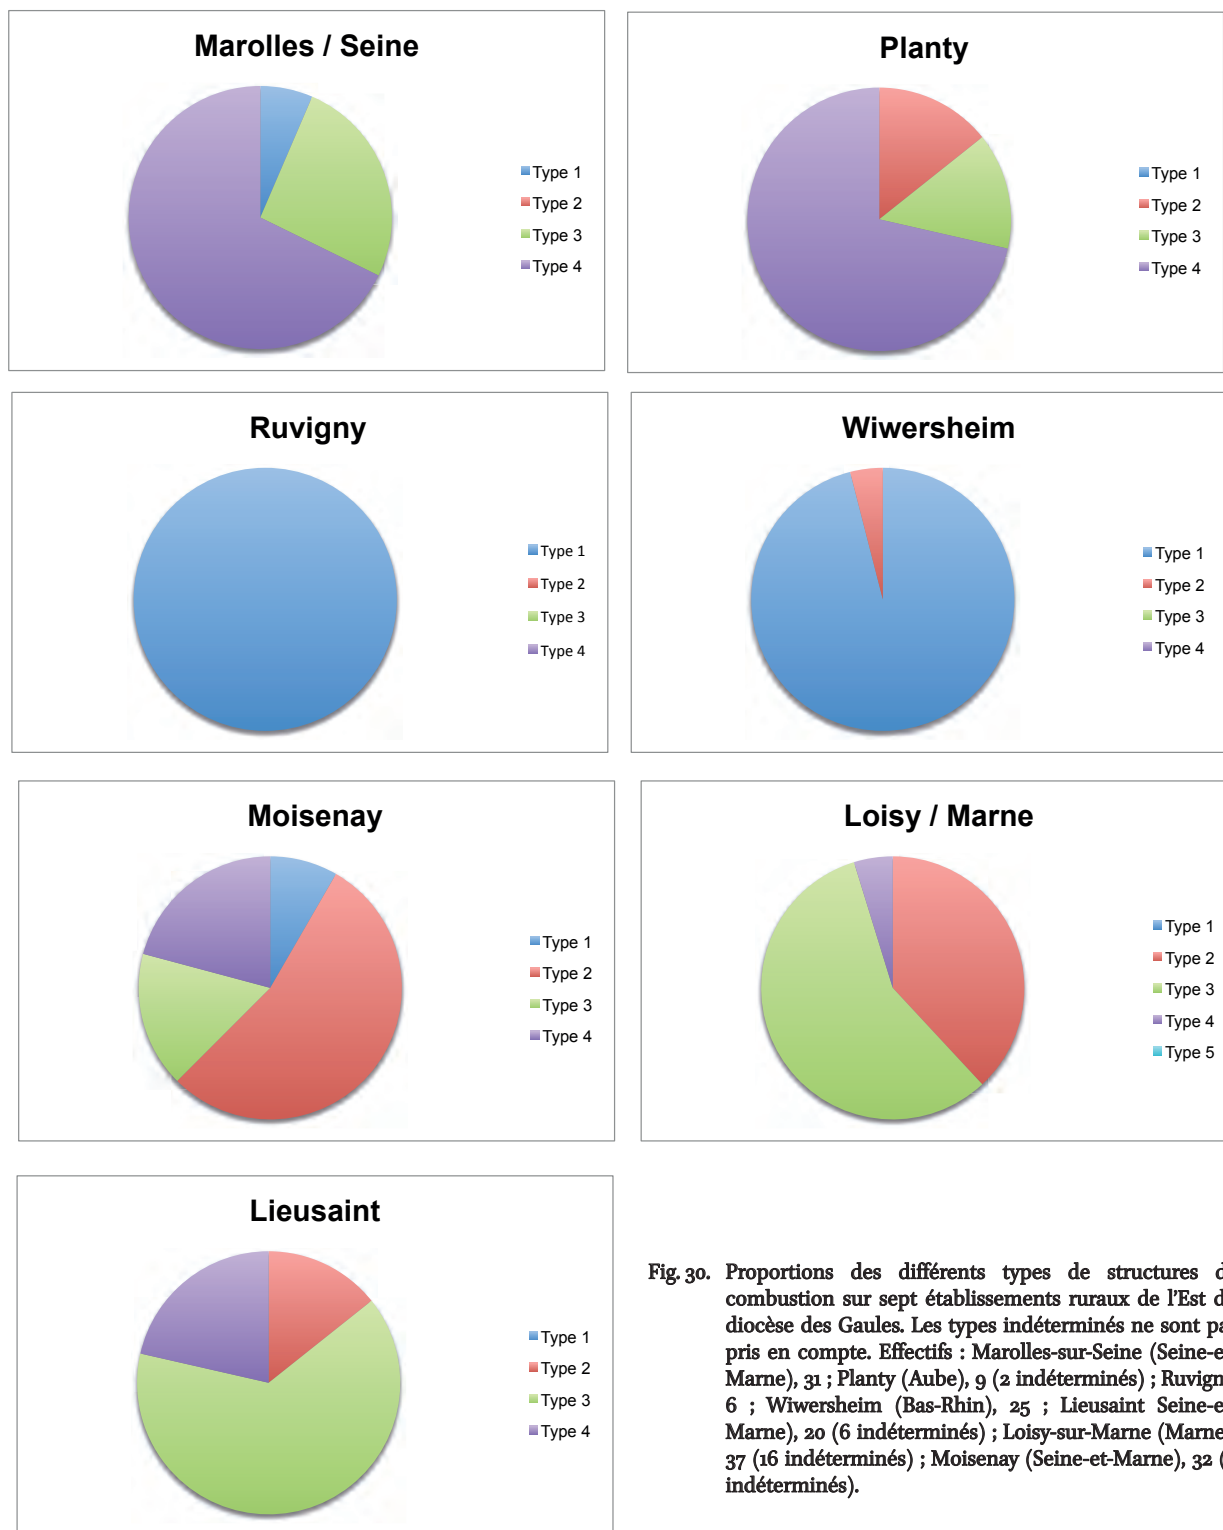 Marolles / Seine
Type 1
Type 2
Type 3
Type 4
Planty
Type 1
Type 2
Type 3
Type 4
Ruvigny
Type 1
Type 2
Type 3
Type 4
Wiwersheim
Type 1
Type 2
Type 3
Type 4
Moisenay
Type 1
Type 2
Type 3
Type 4
Loisy / Marne
Type 1
Type 2
Type 3
Type 4
Type 5
Lieusaint
Type 1
Type 2
Type 3
Type 4
Fig. 30. Proportions des différents types de structures
combustion sur sept établissements ruraux de l'Est
diocèse des Gaules. Les types indéterminés ne sont
pris en compte. Effectifs : Marolles-sur-Seine (Seine-
Marne), 31 ; Planty (Aube), 9 (2 indéterminés) ;
6 ; Wiwersheim (Bas-Rhin), 25 ; Lieusaint Seine-
Marne), 20 (6 indéterminés) ; Loisy-sur-Marne (Marne
37 (16 indéterminés) ; Moisenay (Seine-et-Marne), 32
indéterminés).